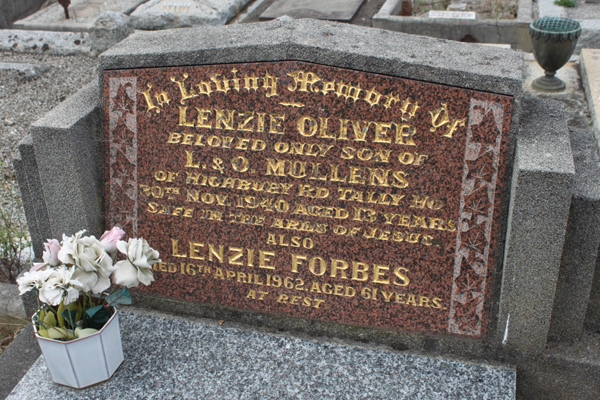 In Loving Memory Of
LENZIE OLIVER
BELOVED ONLY SON OF
L. & O. MULLENS
OF HIGHBURY RD TALLY HO.
30TH NOV. 1940 AGED 13 YEARS
SAFE IN THE ARMS OF JESUS.
ALSO
LENZIE FORBES
DIED 16TH APRIL 1962, AGED 61 YEARS.
AT REST